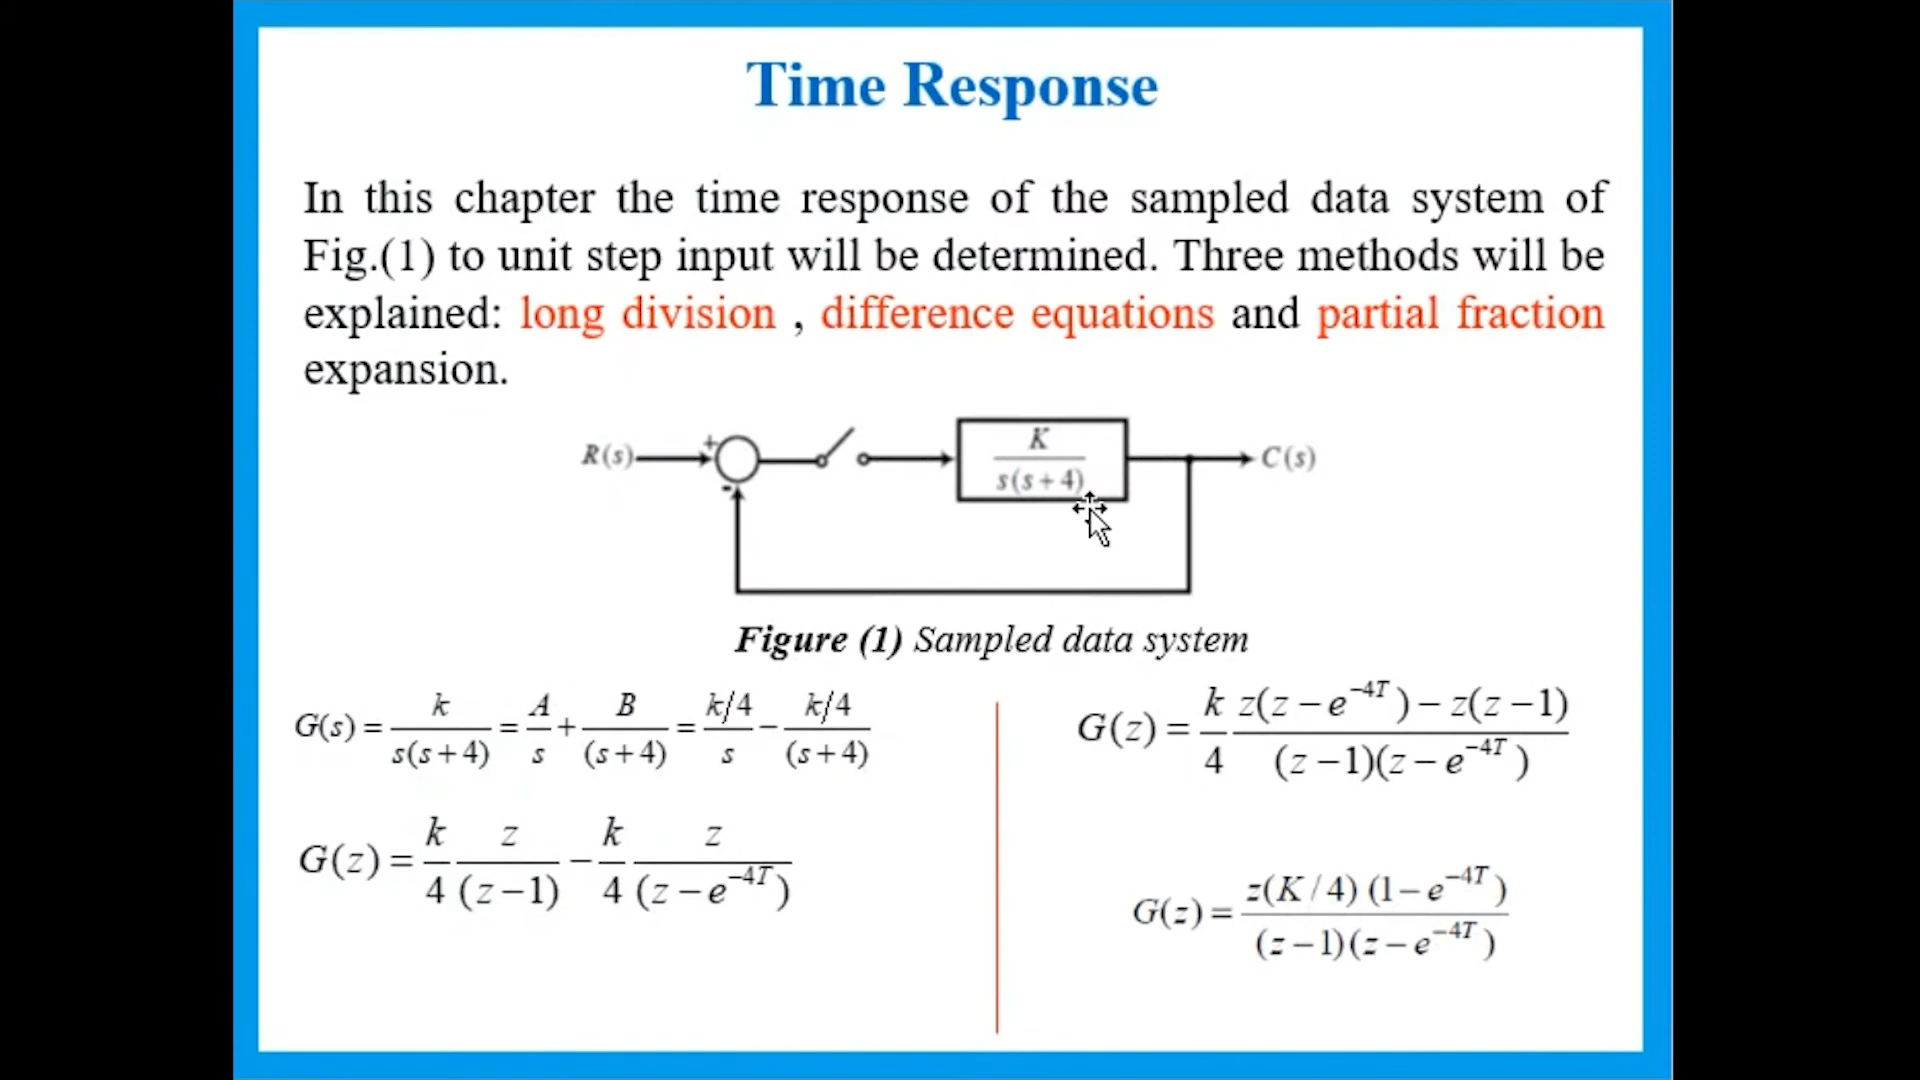 Time Response
In this chapter the time response of the sampled data system of
Fig.(1) to unit step input will be determined. Three methods will be
explained: long division , difference equations and partial fraction
expansion.
R(s) + - K / s(s+4) C(s)
Figure (1) Sampled data system
G(s) = k / s(s+4) = A / s + B / (s+4) = k/4 / s − k/4 / (s+4)
G(z) = k/4 z / (z−1) − k/4 z / (z−e^−4T)
G(z) = k/4 z(z−e^−4T)−z(z−1) / (z−1)(z−e^−4T)
G(z) = z(K/4) (1−e^−4T) / (z−1)(z−e^−4T)